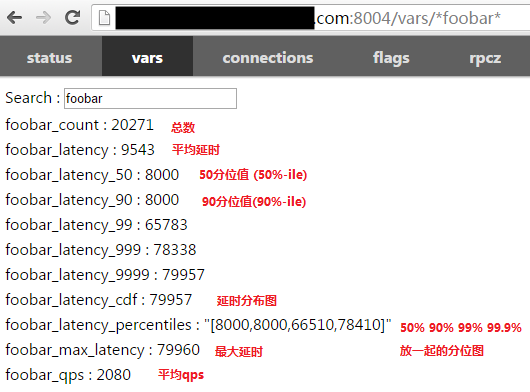 .com:8004/vars/*foobar*
status vars connections flags rpcz
Search : foobar
foobar_count : 20271 总数
foobar_latency : 9543 平均延时
foobar_latency_50 : 8000 50分位值 (50%-ile)
foobar_latency_90 : 8000 90分位值(90%-ile)
foobar_latency_99 : 65783
foobar_latency_999 : 78338
foobar_latency_9999 : 79957
foobar_latency_cdf : 79957 延时分布图
foobar_latency_percentiles : "[8000,8000,66510,78410]" 50% 90% 99% 99.9%
foobar_max_latency : 79960 最大延时 放一起的分位图
foobar_qps : 2080 平均qps